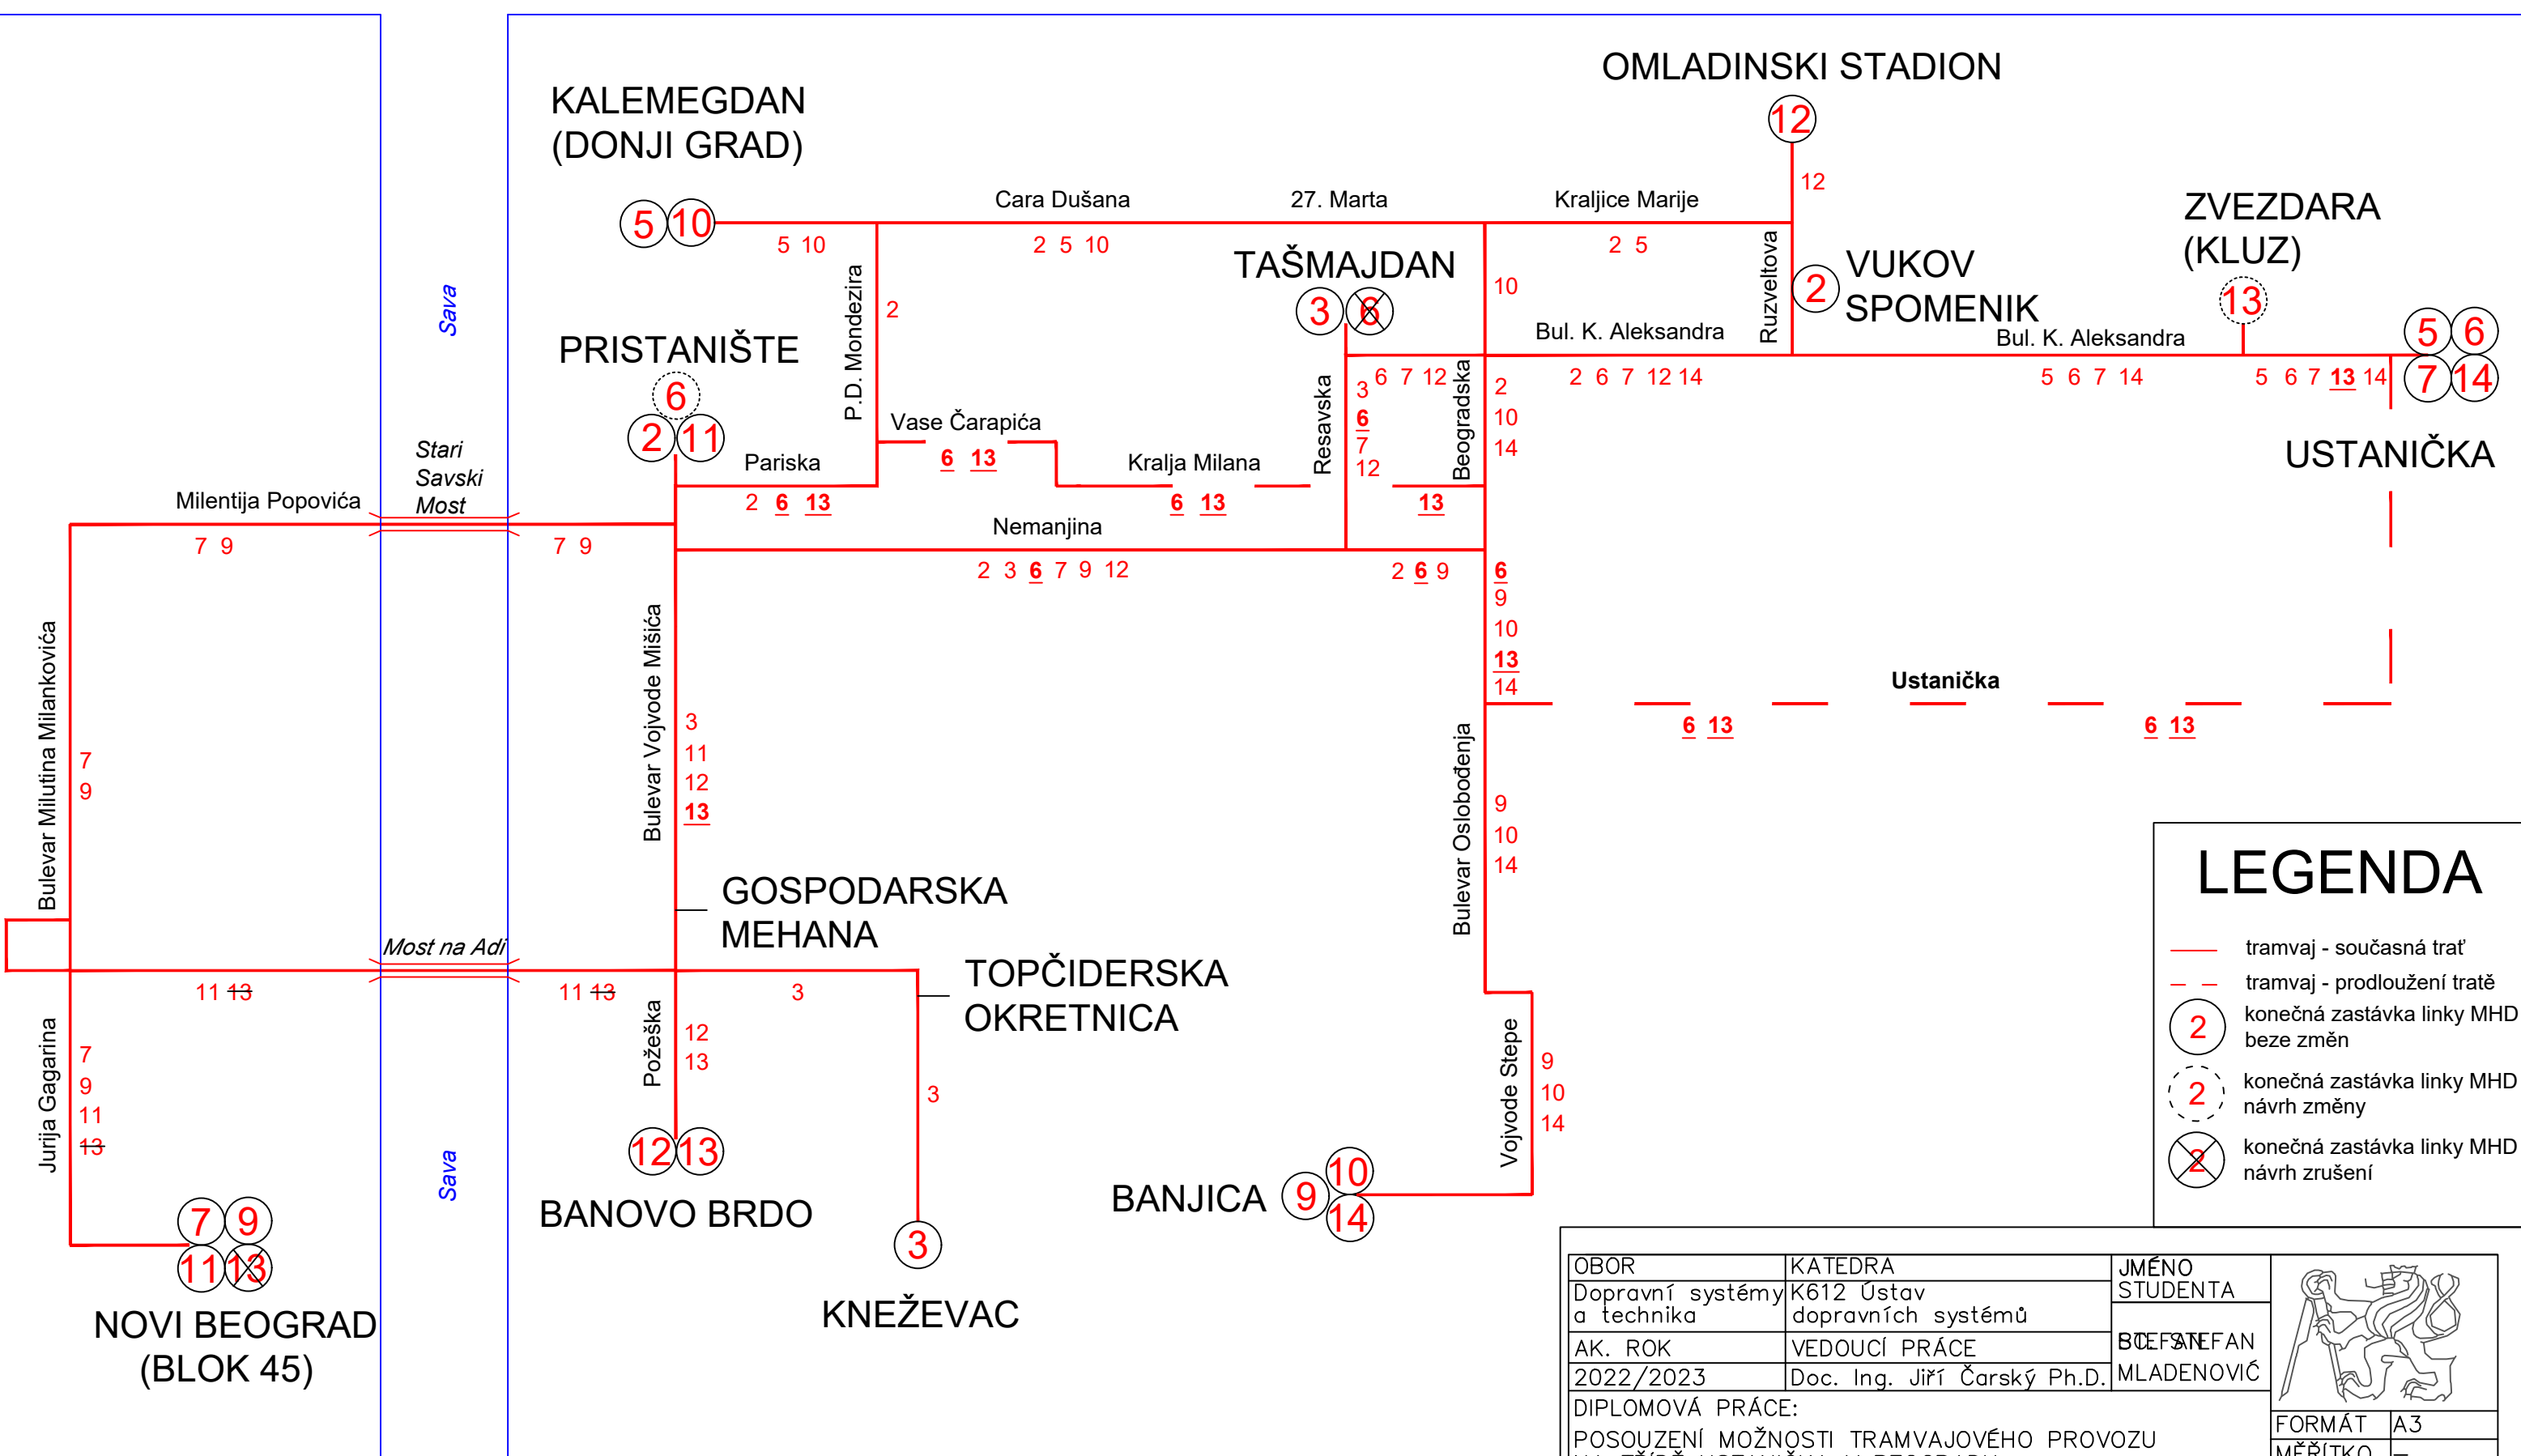 OMLADINSKI STADION
12
12
KALEMEGDAN
(DONJI GRAD)
5 10
5 10
Cara Dušana
27. Marta
Kraljice Marije
2 5 10
2 5
ZVEZDARA
(KLUZ)
13
TAŠMAJDAN
3 6
10
Ruzveltova
2
VUKOV
SPOMENIK
Sava
P.D. Mondezira
2
PRISTANIŠTE
6
2 11
Bul. K. Aleksandra
Bul. K. Aleksandra
5 6
7 14
6 7 12
2 6 7 12 14
5 6 7 14
5 6 7 13 14
USTANIČKA
Resavska
3
6
7
12
Beogradska
2
10
14
Vase Čarapića
6 13
Pariska
2 6 13
Kralja Milana
6 13
13
Stari
Savski
Most
Milentija Popovića
7 9
7 9
Nemanjina
2 3 6 7 9 12
2 6 9
6
9
10
13
14
Ustanička
6 13
6 13
Bulevar Milutina Milankovića
7
9
Bulevar Vojvode Mišića
3
11
12
13
Bulevar Oslobođenja
9
10
14
GOSPODARSKA
MEHANA
Most na Adi
11 13
11 13
3
TOPČIDERSKA
OKRETNICA
Jurija Gagarina
7
9
11
13
Požeška
12
13
3
Vojvode Stepe
9
10
14
Sava
12 13
BANOVO BRDO
BANJICA
9
10
14
7 9
11 13
NOVI BEOGRAD
(BLOK 45)
3
KNEŽEVAC
LEGENDA
tramvaj - současná trať
tramvaj - prodloužení tratě
2
konečná zastávka linky MHD
beze změn
2
konečná zastávka linky MHD
návrh změny
2
konečná zastávka linky MHD
návrh zrušení
OBOR
Dopravní systémy
a technika
KATEDRA
K612 Ústav
dopravních systémů
JMÉNO
STUDENTA
MLADENOVIĆ
AK. ROK
2022/2023
VEDOUCÍ PRÁCE
Doc. Ing. Jiří Čarský Ph.D.
DIPLOMOVÁ PRÁCE:
POSOUZENÍ MOŽNOSTI TRAMVAJOVÉHO PROVOZU
FORMÁT A3
MĚŘÍTKO